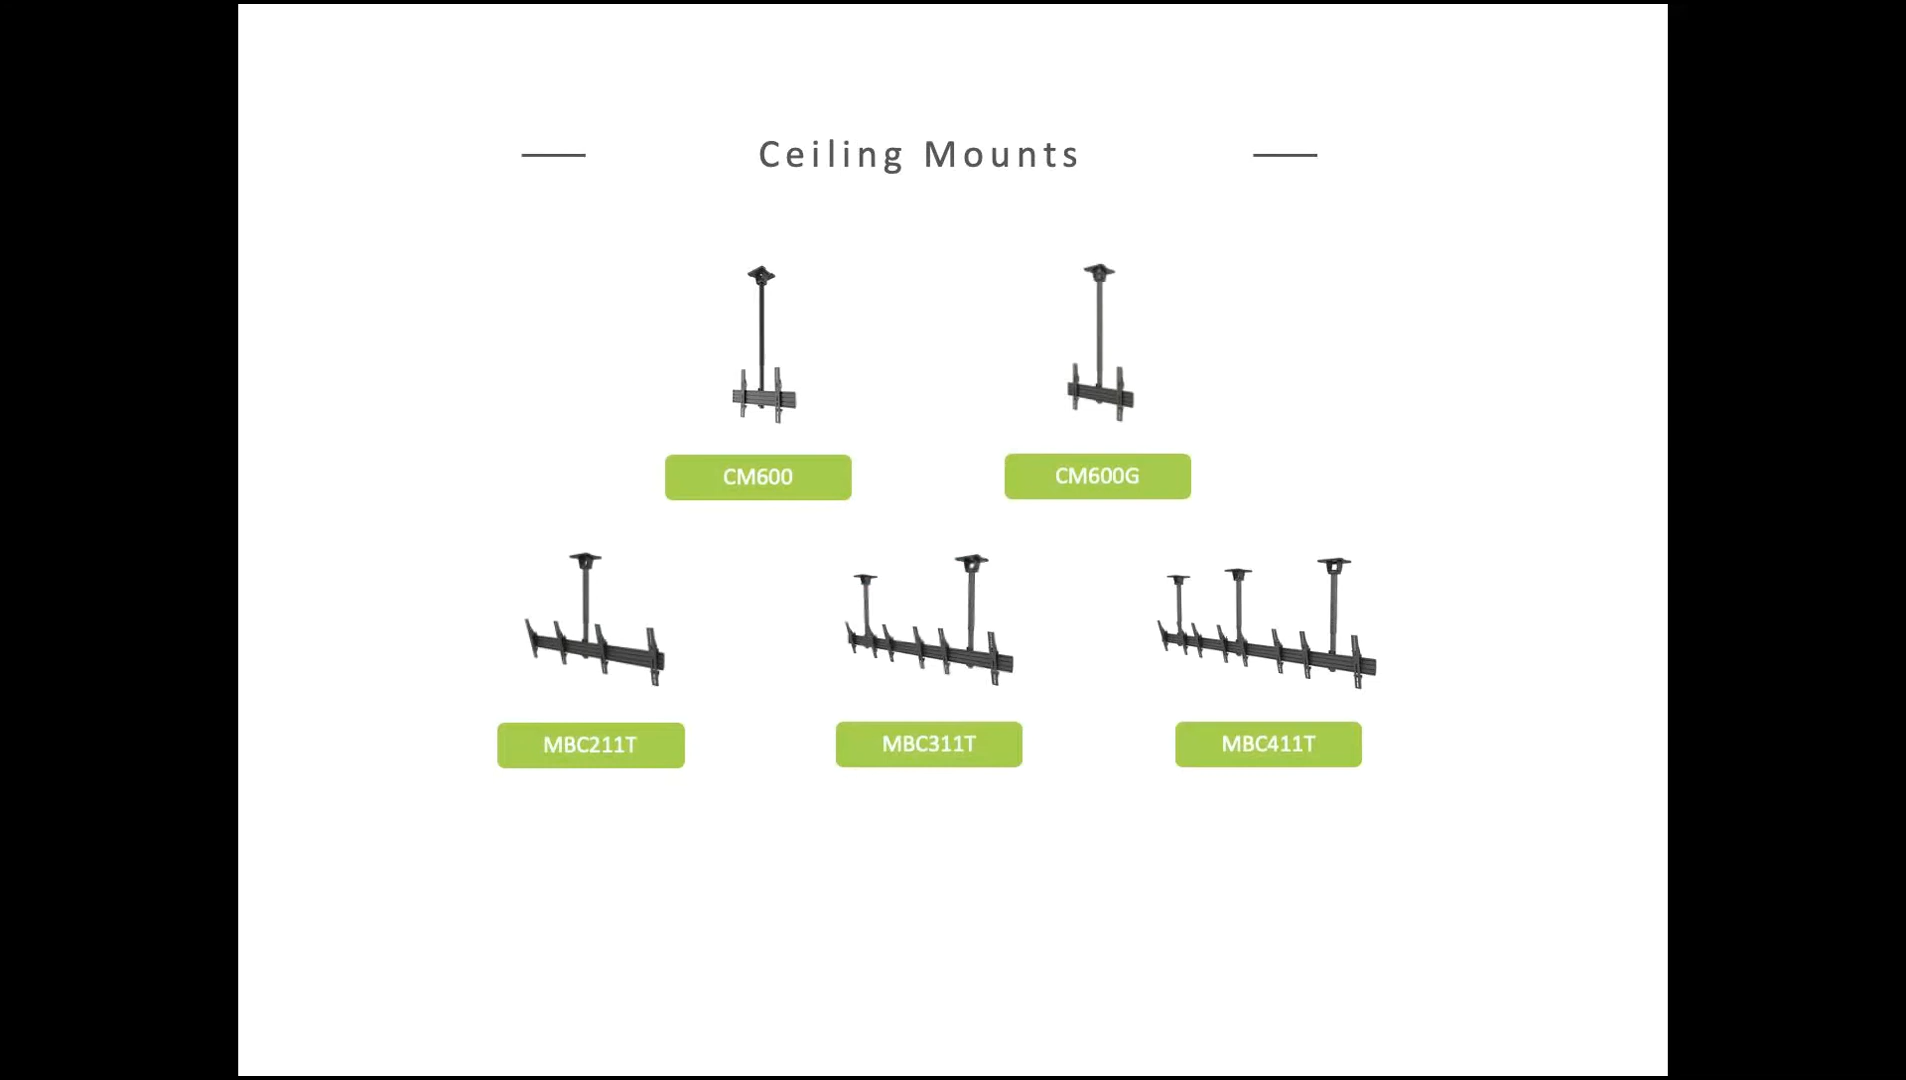 Ceiling Mounts
CM600
CM600G
MBC211T
MBC311T
MBC411T